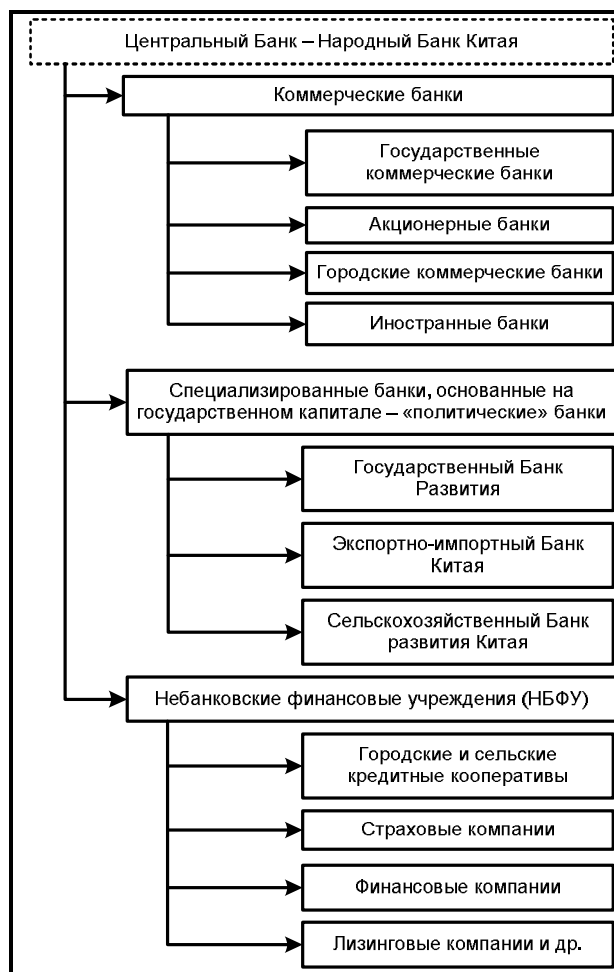 Центральный Банк – Народный Банк Китая
Коммерческие банки
Государственные
коммерческие банки
Акционерные банки
Городские коммерческие банки
Иностранные банки
Специализированные банки, основанные на
государственном капитале – «политические» банки
Государственный Банк
Развития
Экспортно-импортный Банк
Китая
Сельскохозяйственный Банк
развития Китая
Небанковские финансовые учреждения (НБФУ)
Городские и сельские
кредитные кооперативы
Страховые компании
Финансовые компании
Лизинговые компании и др.